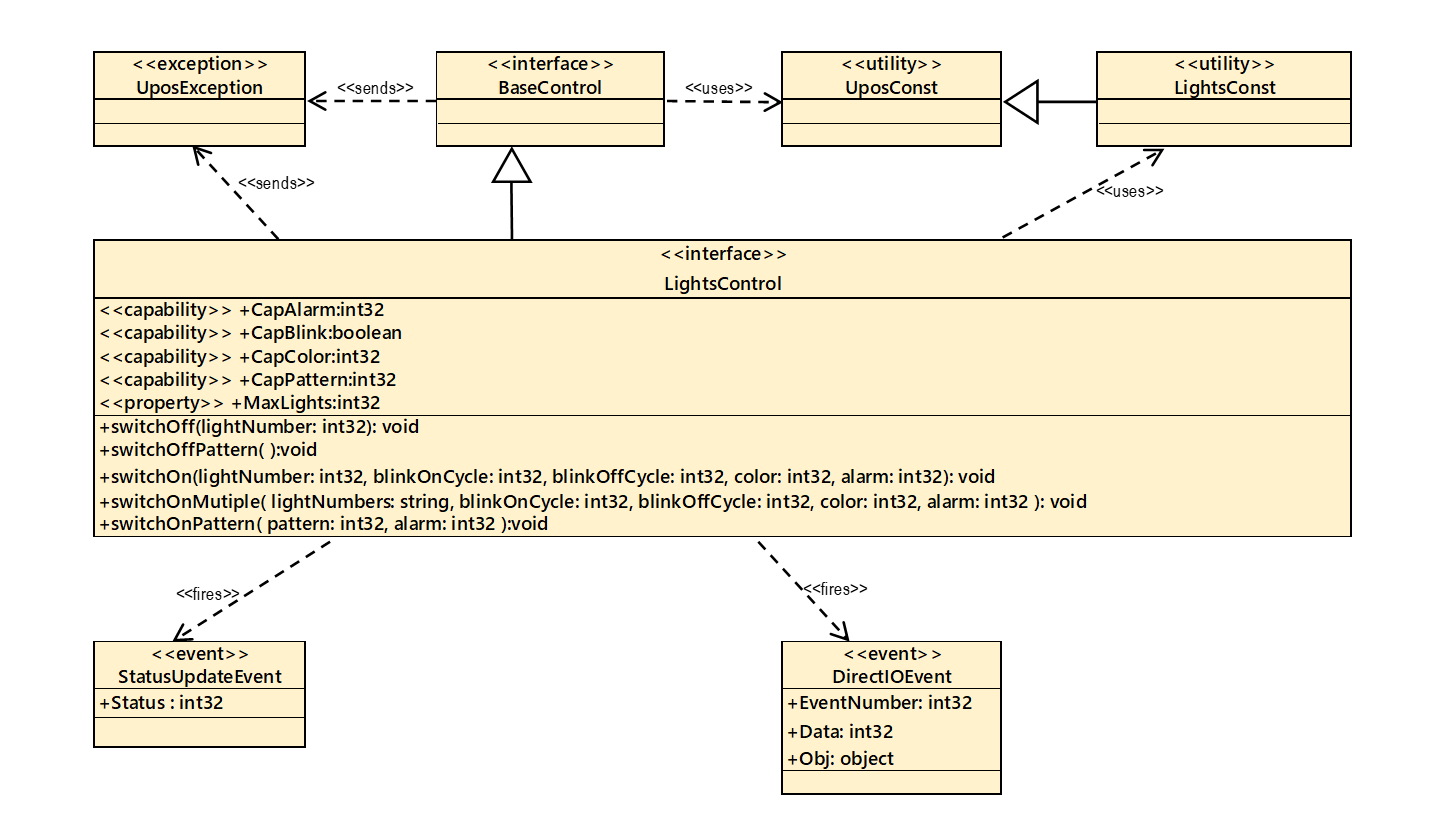 <<exception>>
UposException
<<sends>>
<<interface>>
BaseControl
<<uses>>
<<utility>>
UposConst
<<utility>>
LightsConst
<<sends>>
<<uses>>
<<interface>>
LightsControl
<<capability>> +CapAlarm:int32
<<capability>> +CapBlink:boolean
<<capability>> +CapColor:int32
<<capability>> +CapPattern:int32
<<property>> +MaxLights:int32
+switchOff(lightNumber: int32): void
+switchOffPattern( ):void
+switchOn(lightNumber: int32, blinkOnCycle: int32, blinkOffCycle: int32, color: int32, alarm: int32): void
+switchOnMutiple( lightNumbers: string, blinkOnCycle: int32, blinkOffCycle: int32, color: int32, alarm: int32 ): void
+switchOnPattern( pattern: int32, alarm: int32 ):void
<<fires>>
<<fires>>
<<event>>
StatusUpdateEvent
+Status : int32
<<event>>
DirectIOEvent
+EventNumber: int32
+Data: int32
+Obj: object